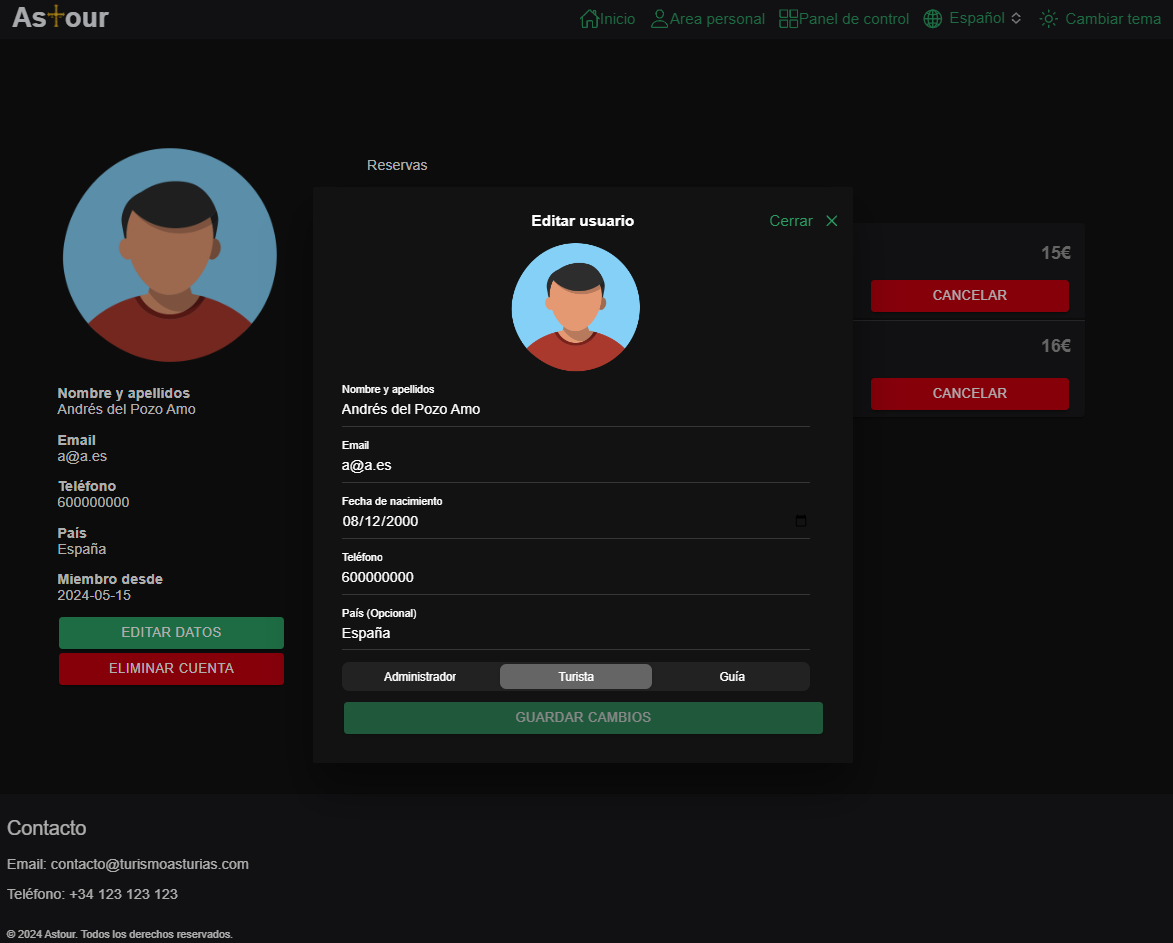 Astour
Inicio
Area personal
Panel de control
Español
Cambiar tema
Reservas
Nombre y apellidos
Andrés del Pozo Amo
Email
a@a.es
Teléfono
600000000
País
España
Miembro desde
2024-05-15
EDITAR DATOS
ELIMINAR CUENTA
Editar usuario
Cerrar
Nombre y apellidos
Andrés del Pozo Amo
Email
a@a.es
Fecha de nacimiento
08/12/2000
Teléfono
600000000
País (Opcional)
España
Administrador
Turista
Guía
GUARDAR CAMBIOS
15€
CANCELAR
16€
CANCELAR
Contacto
Email: contacto@turismoasturias.com
Teléfono: +34 123 123 123
© 2024 Astour. Todos los derechos reservados.